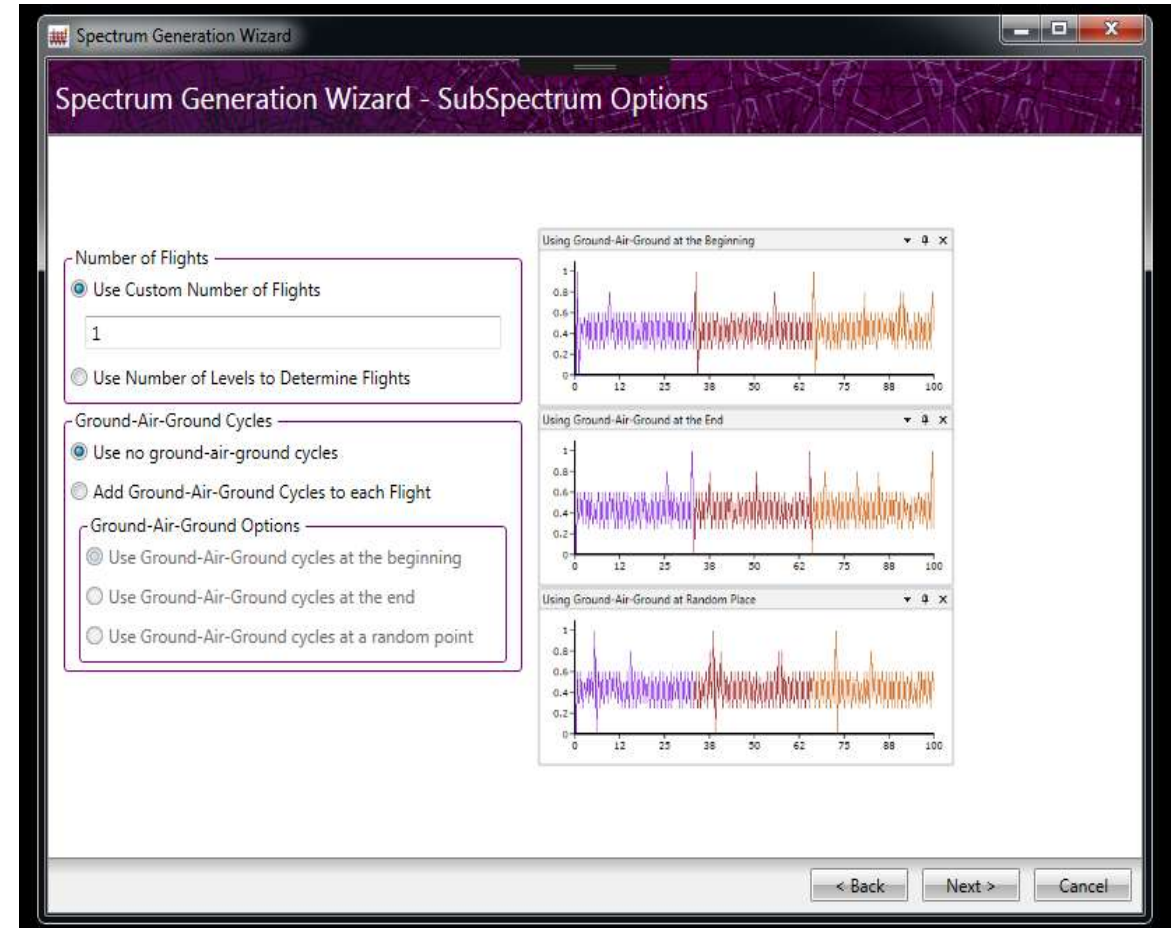 Spectrum Generation Wizard
Spectrum Generation Wizard - SubSpectrum Options
Number of Flights
Use Custom Number of Flights
1
Use Number of Levels to Determine Flights
Ground-Air-Ground Cycles
Use no ground-air-ground cycles
Add Ground-Air-Ground Cycles to each Flight
Ground-Air-Ground Options
Use Ground-Air-Ground cycles at the beginning
Use Ground-Air-Ground cycles at the end
Use Ground-Air-Ground cycles at a random point
Using Ground-Air-Ground at the Beginning
1
0.8
0.6
0.4
0.2
0
0 12 25 38 50 62 75 88 100
Using Ground-Air-Ground at the End
1
0.8
0.6
0.4
0.2
0
0 12 25 38 50 62 75 88 100
Using Ground-Air-Ground at Random Place
1
0.8
0.6
0.4
0.2
0
0 12 25 38 50 62 75 88 100
< Back Next > Cancel